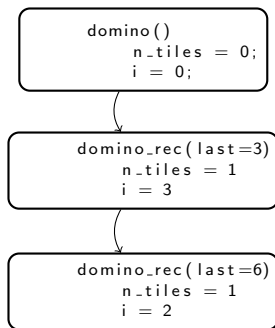 domino()
n_tiles = 0;
i = 0;
domino_rec(last=3)
n_tiles = 1
i = 3
domino_rec(last=6)
n_tiles = 1
i = 2